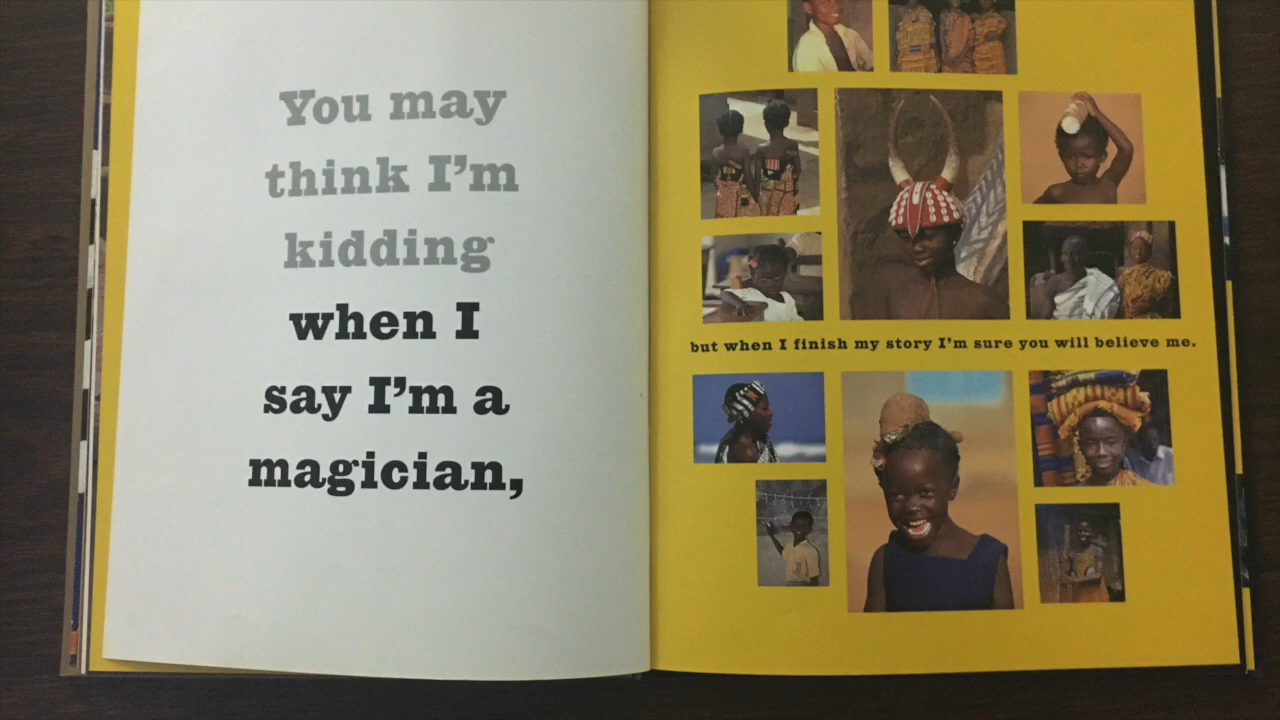 You may
think I'm
kidding
when I
say I'm a
magician,
but when I finish my story I'm sure you will believe me.